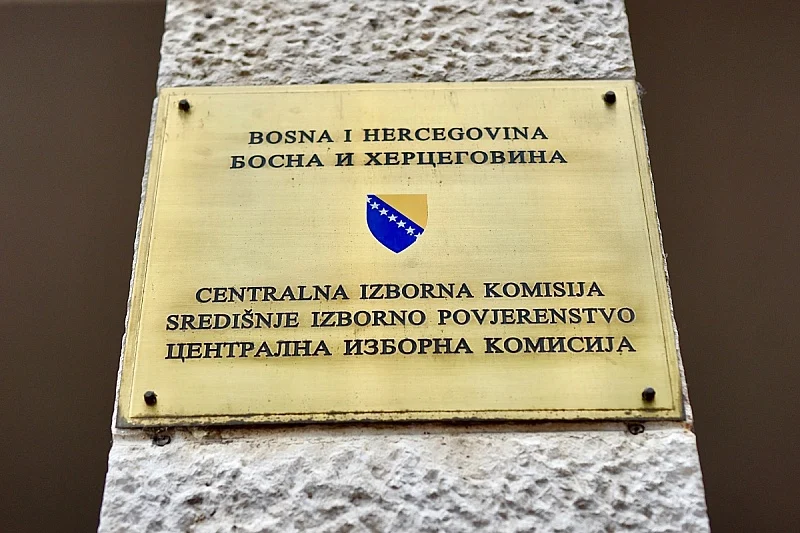 BOSNA I HERCEGOVINA
БОСНА И ХЕРЦЕГОВИНА
CENTRALNA IZBORNA KOMISIJA
SREDIŠNJE IZBORNO POVJERENSTVO
ЦЕНТРАЛНА ИЗБОРНА КОМИСИЈА